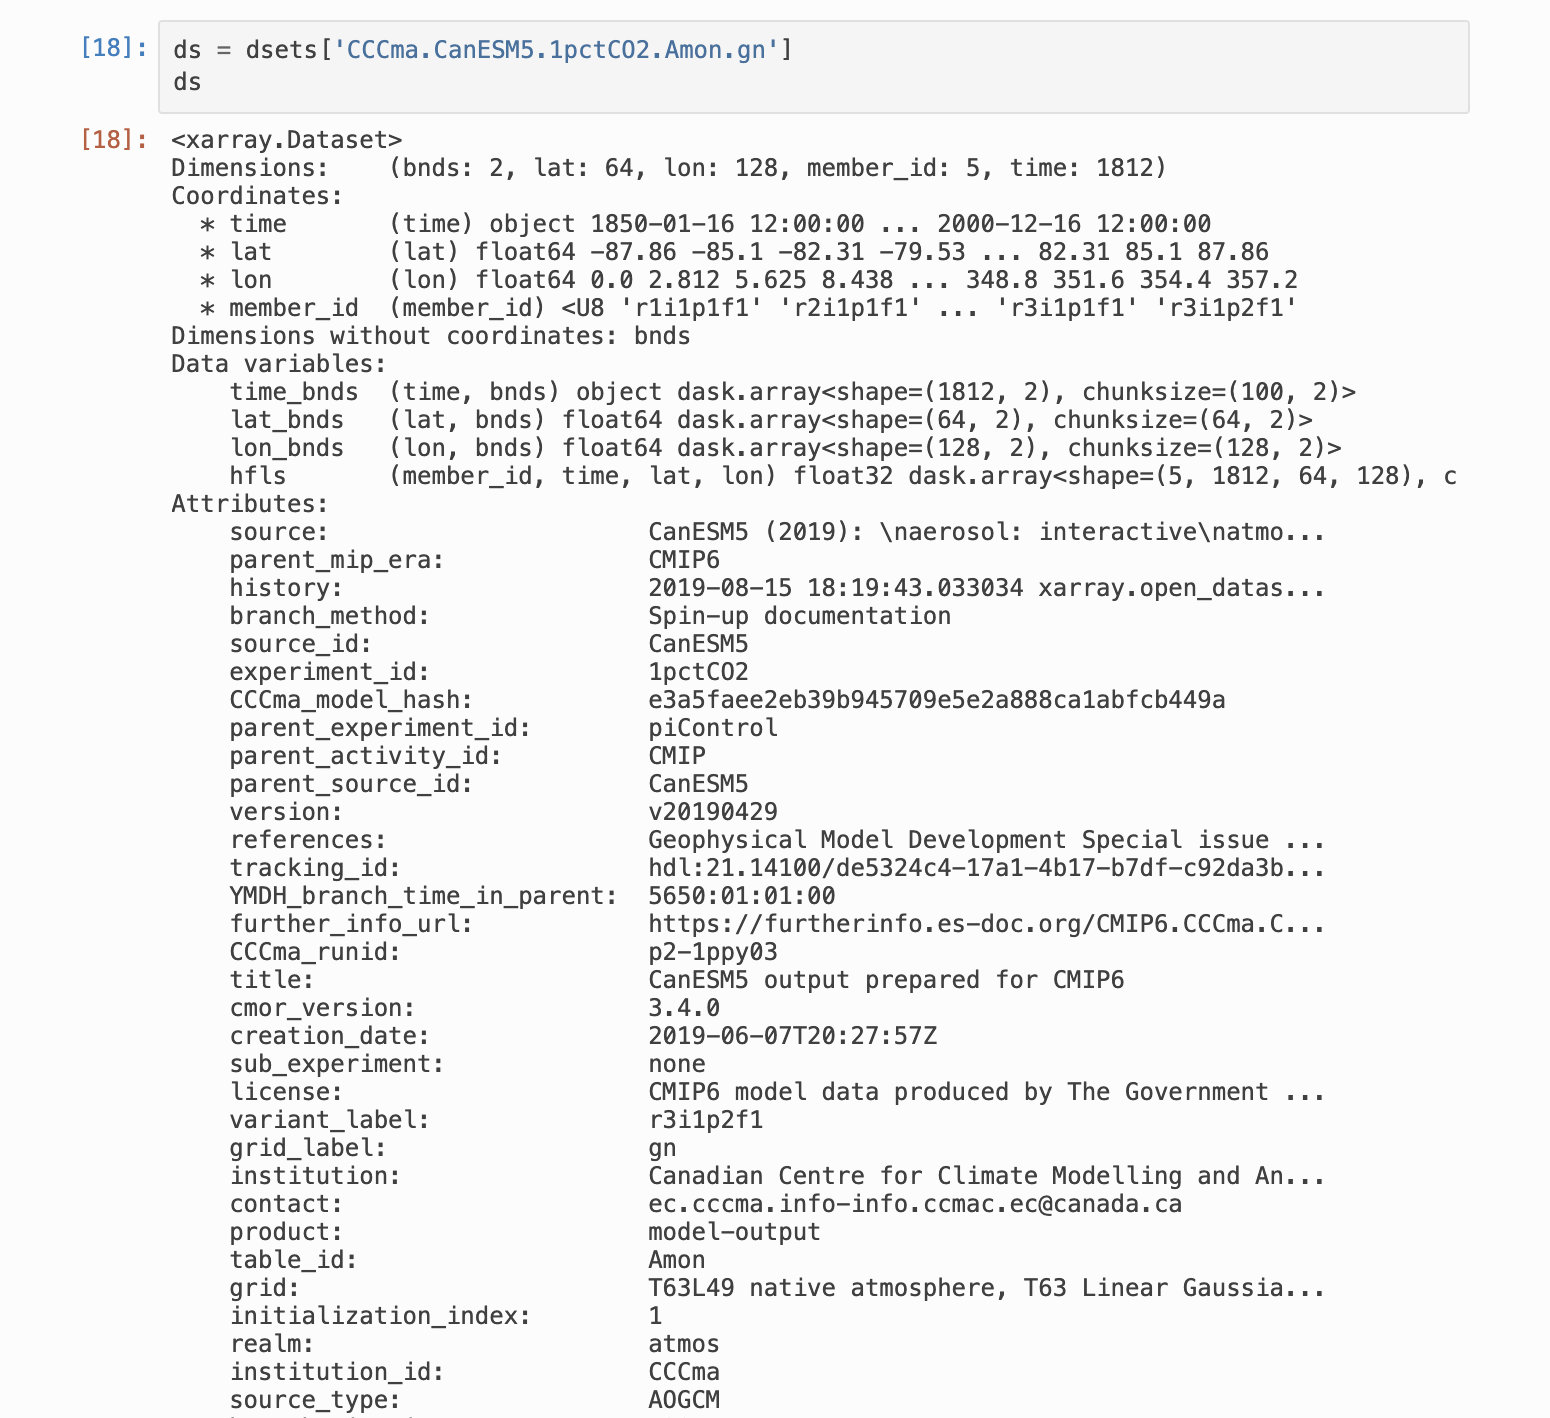 [18]: ds = dsets['CCCma.CanESM5.1pctCO2.Amon.gn']
ds
[18]: <xarray.Dataset>
Dimensions:    (bnds: 2, lat: 64, lon: 128, member_id: 5, time: 1812)
Coordinates:
  * time       (time) object 1850-01-16 12:00:00 ... 2000-12-16 12:00:00
  * lat        (lat) float64 -87.86 -85.1 -82.31 -79.53 ... 82.31 85.1 87.86
  * lon        (lon) float64 0.0 2.812 5.625 8.438 ... 348.8 351.6 354.4 357.2
  * member_id  (member_id) <U8 'r1i1p1f1' 'r2i1p1f1' ... 'r3i1p1f1' 'r3i1p2f1'
Dimensions without coordinates: bnds
Data variables:
    time_bnds  (time, bnds) object dask.array<shape=(1812, 2), chunksize=(100, 2)>
    lat_bnds   (lat, bnds) float64 dask.array<shape=(64, 2), chunksize=(64, 2)>
    lon_bnds   (lon, bnds) float64 dask.array<shape=(128, 2), chunksize=(128, 2)>
    hfls       (member_id, time, lat, lon) float32 dask.array<shape=(5, 1812, 64, 128), c
Attributes:
    source:                      CanESM5 (2019): \naerosol: interactive\natmo...
    parent_mip_era:              CMIP6
    history:                     2019-08-15 18:19:43.033034 xarray.open_datas...
    branch_method:               Spin-up documentation
    source_id:                   CanESM5
    experiment_id:               1pctCO2
    CCCma_model_hash:            e3a5faee2eb39b945709e5e2a888ca1abfcb449a
    parent_experiment_id:        piControl
    parent_activity_id:          CMIP
    parent_source_id:            CanESM5
    version:                     v20190429
    references:                  Geophysical Model Development Special issue ...
    tracking_id:                 hdl:21.14100/de5324c4-17a1-4b17-b7df-c92da3b...
    YMDH_branch_time_in_parent:  5650:01:01:00
    further_info_url:            https://furtherinfo.es-doc.org/CMIP6.CCCma.C...
    CCCma_runid:                 p2-1ppy03
    title:                       CanESM5 output prepared for CMIP6
    cmor_version:                3.4.0
    creation_date:               2019-06-07T20:27:57Z
    sub_experiment:              none
    license:                     CMIP6 model data produced by The Government ...
    variant_label:               r3i1p2f1
    grid_label:                  gn
    institution:                 Canadian Centre for Climate Modelling and An...
    contact:                     ec.cccma.info-info.ccmac.ec@canada.ca
    product:                     model-output
    table_id:                    Amon
    grid:                        T63L49 native atmosphere, T63 Linear Gaussia...
    initialization_index:        1
    realm:                       atmos
    institution_id:              CCCma
    source_type:                 AOGCM